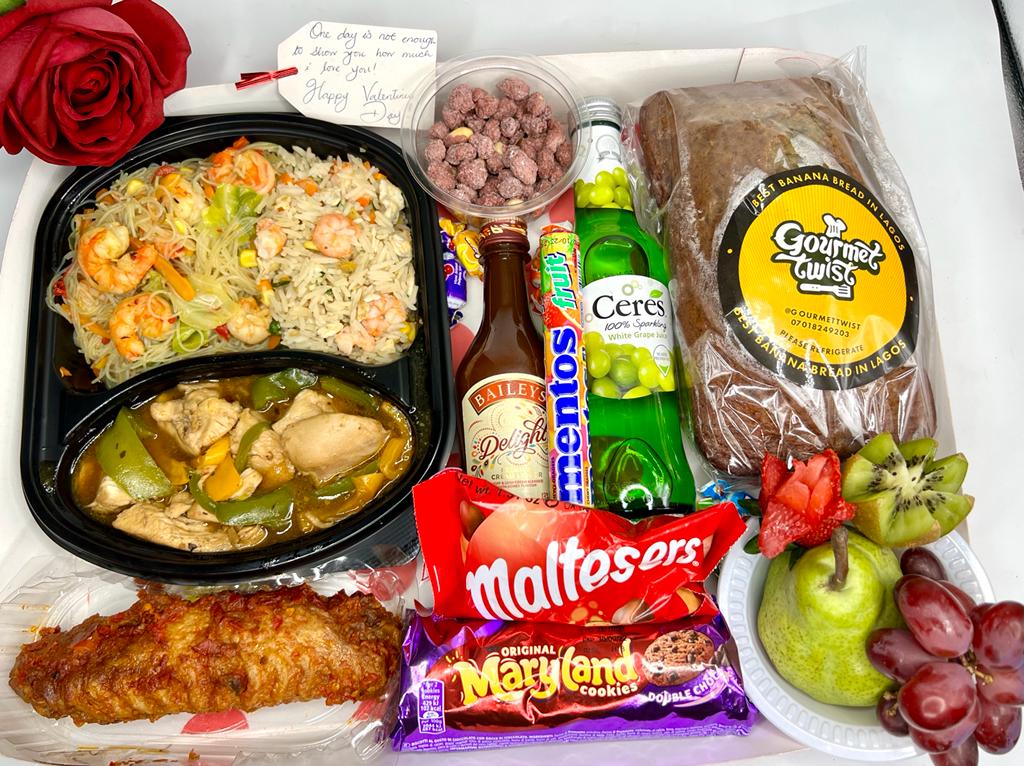 One day is not enough
to show you how much
i love you!
Happy Valentines
Day
BEST BANANA BREAD IN LAGOS
Gourmet
twist
@GOURMETTWIST
07018249203
PLEASE REFRIGERATE
BEST BANANA BREAD IN LAGOS
BAILEYS
Delight
mentos
fruit
Ceres
100% Sparkling
White Grape Juice
maltesers
ORIGINAL
Maryland
cookies
DOUBLE CHOC